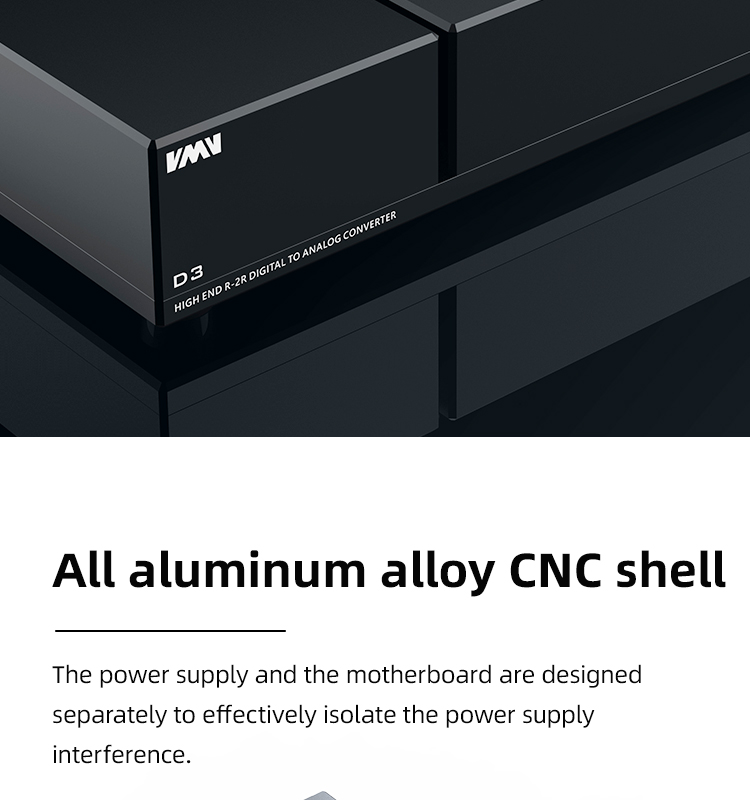 VMV
D3
HIGH END R-2R DIGITAL TO ANALOG CONVERTER
All aluminum alloy CNC shell
The power supply and the motherboard are designed
separately to effectively isolate the power supply
interference.